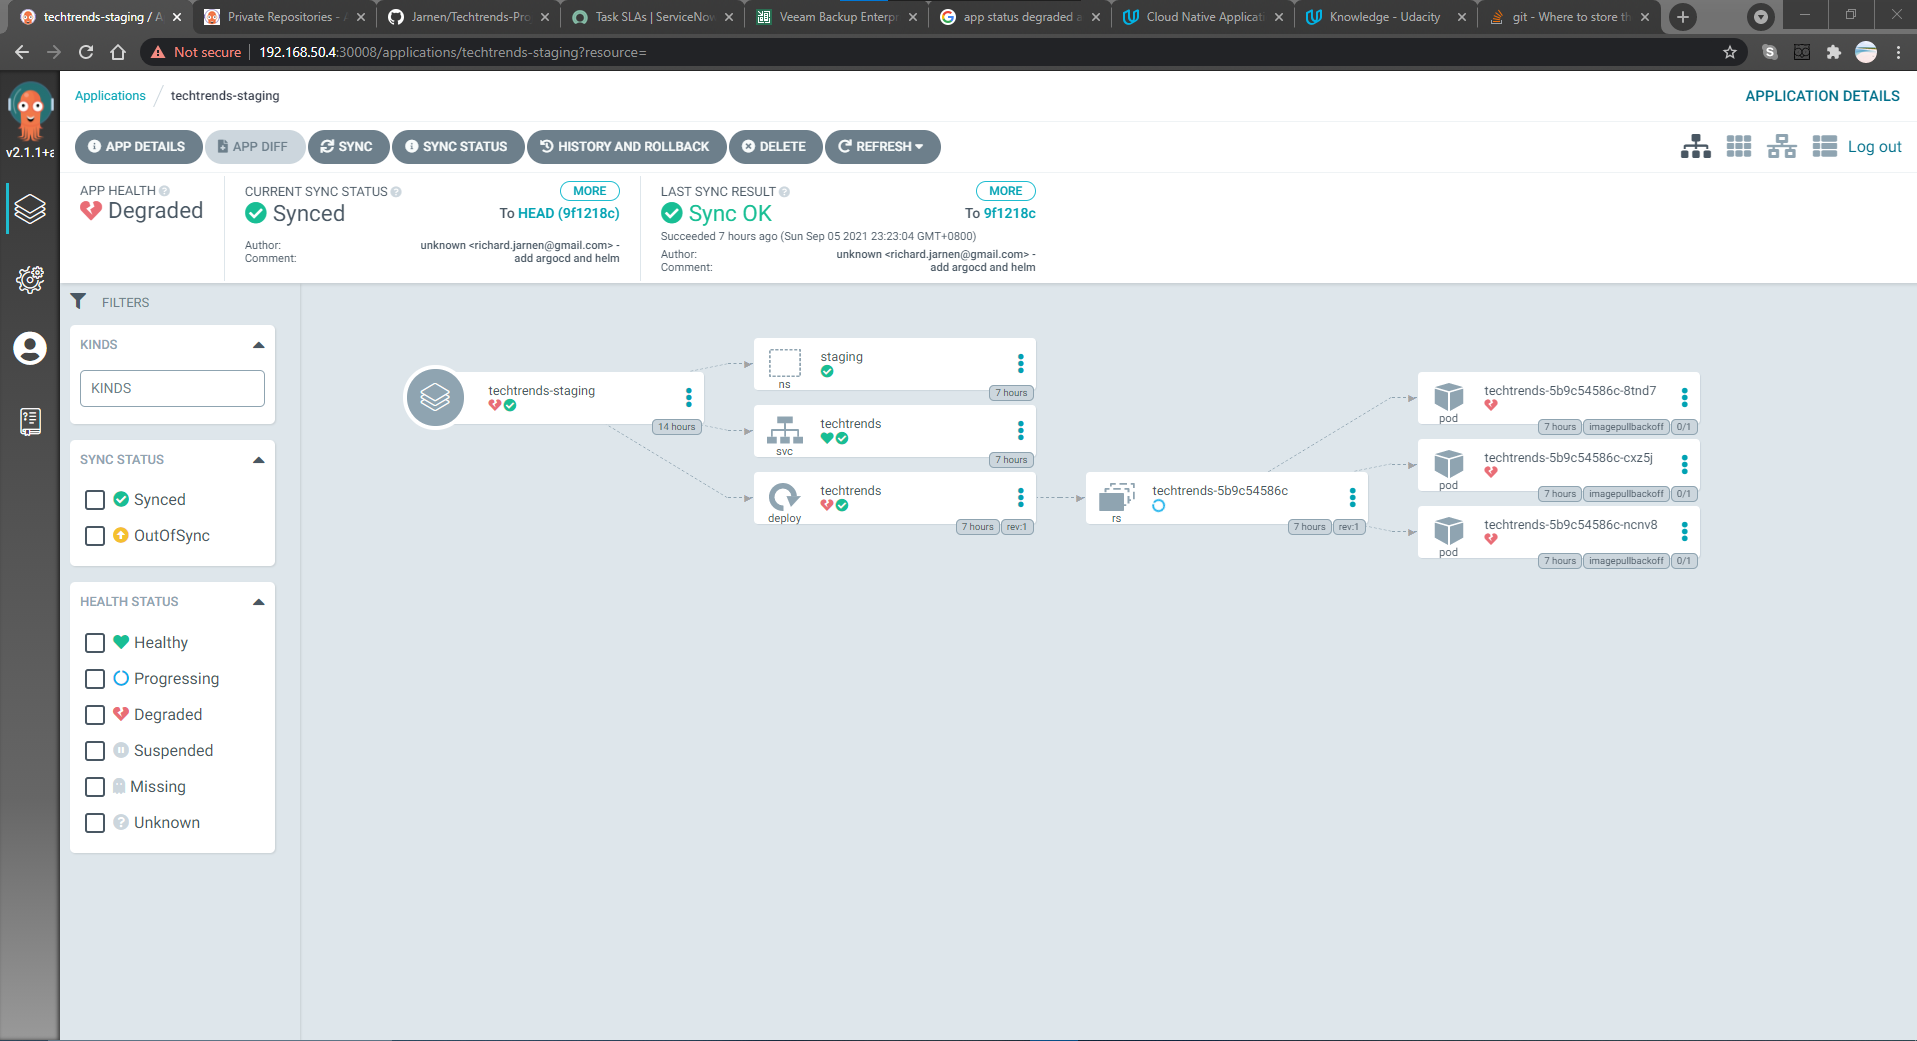 techtrends-staging / A
Private Repositories - A
Jarnen/Techtrends-Pro
Task SLAs | ServiceNow
Veeam Backup Enterpr
app status degraded a
Cloud Native Applicati
Knowledge - Udacity
git - Where to store th
Not secure
192.168.50.4:30008/applications/techtrends-staging?resource=
Applications / techtrends-staging
APPLICATION DETAILS
v2.1.1+a
APP DETAILS
APP DIFF
SYNC
SYNC STATUS
HISTORY AND ROLLBACK
DELETE
REFRESH
Log out
APP HEALTH
Degraded
CURRENT SYNC STATUS
MORE
Synced
To HEAD (9f1218c)
Author:
unknown <richard.jarnen@gmail.com> -
Comment:
add argocd and helm
LAST SYNC RESULT
MORE
Sync OK
To 9f1218c
Succeeded 7 hours ago (Sun Sep 05 2021 23:23:04 GMT+0800)
Author:
unknown <richard.jarnen@gmail.com> -
Comment:
add argocd and helm
FILTERS
KINDS
KINDS
SYNC STATUS
Synced
OutOfSync
HEALTH STATUS
Healthy
Progressing
Degraded
Suspended
Missing
Unknown
techtrends-staging
14 hours
staging
ns
7 hours
techtrends
svc
7 hours
techtrends
deploy
7 hours
rev:1
techtrends-5b9c54586c
rs
7 hours
rev:1
techtrends-5b9c54586c-8tnd7
pod
7 hours
imagepullbackoff
0/1
techtrends-5b9c54586c-cxz5j
pod
7 hours
imagepullbackoff
0/1
techtrends-5b9c54586c-ncnv8
pod
7 hours
imagepullbackoff
0/1